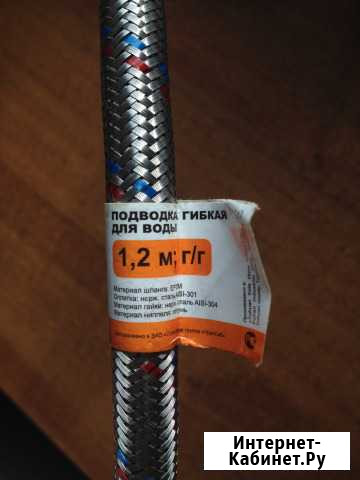 ПОДВОДКА ГИБКАЯ
ДЛЯ ВОДЫ
1,2 м; г/г
Материал шланга: EPDM
Оплетка: нерж. сталь AISI-301
Материал гайки: нерж. сталь AISI-304
Материал ниппеля: латунь
Интернет-
Кабинет.Ру